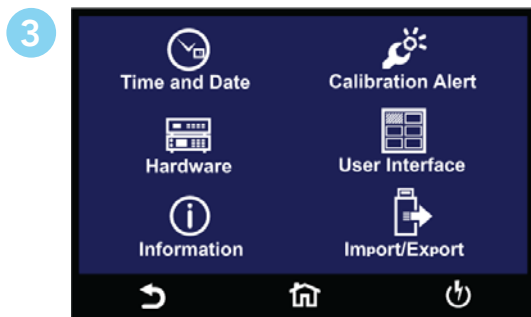 3
Time and Date
Calibration Alert
Hardware
User Interface
Information
Import/Export